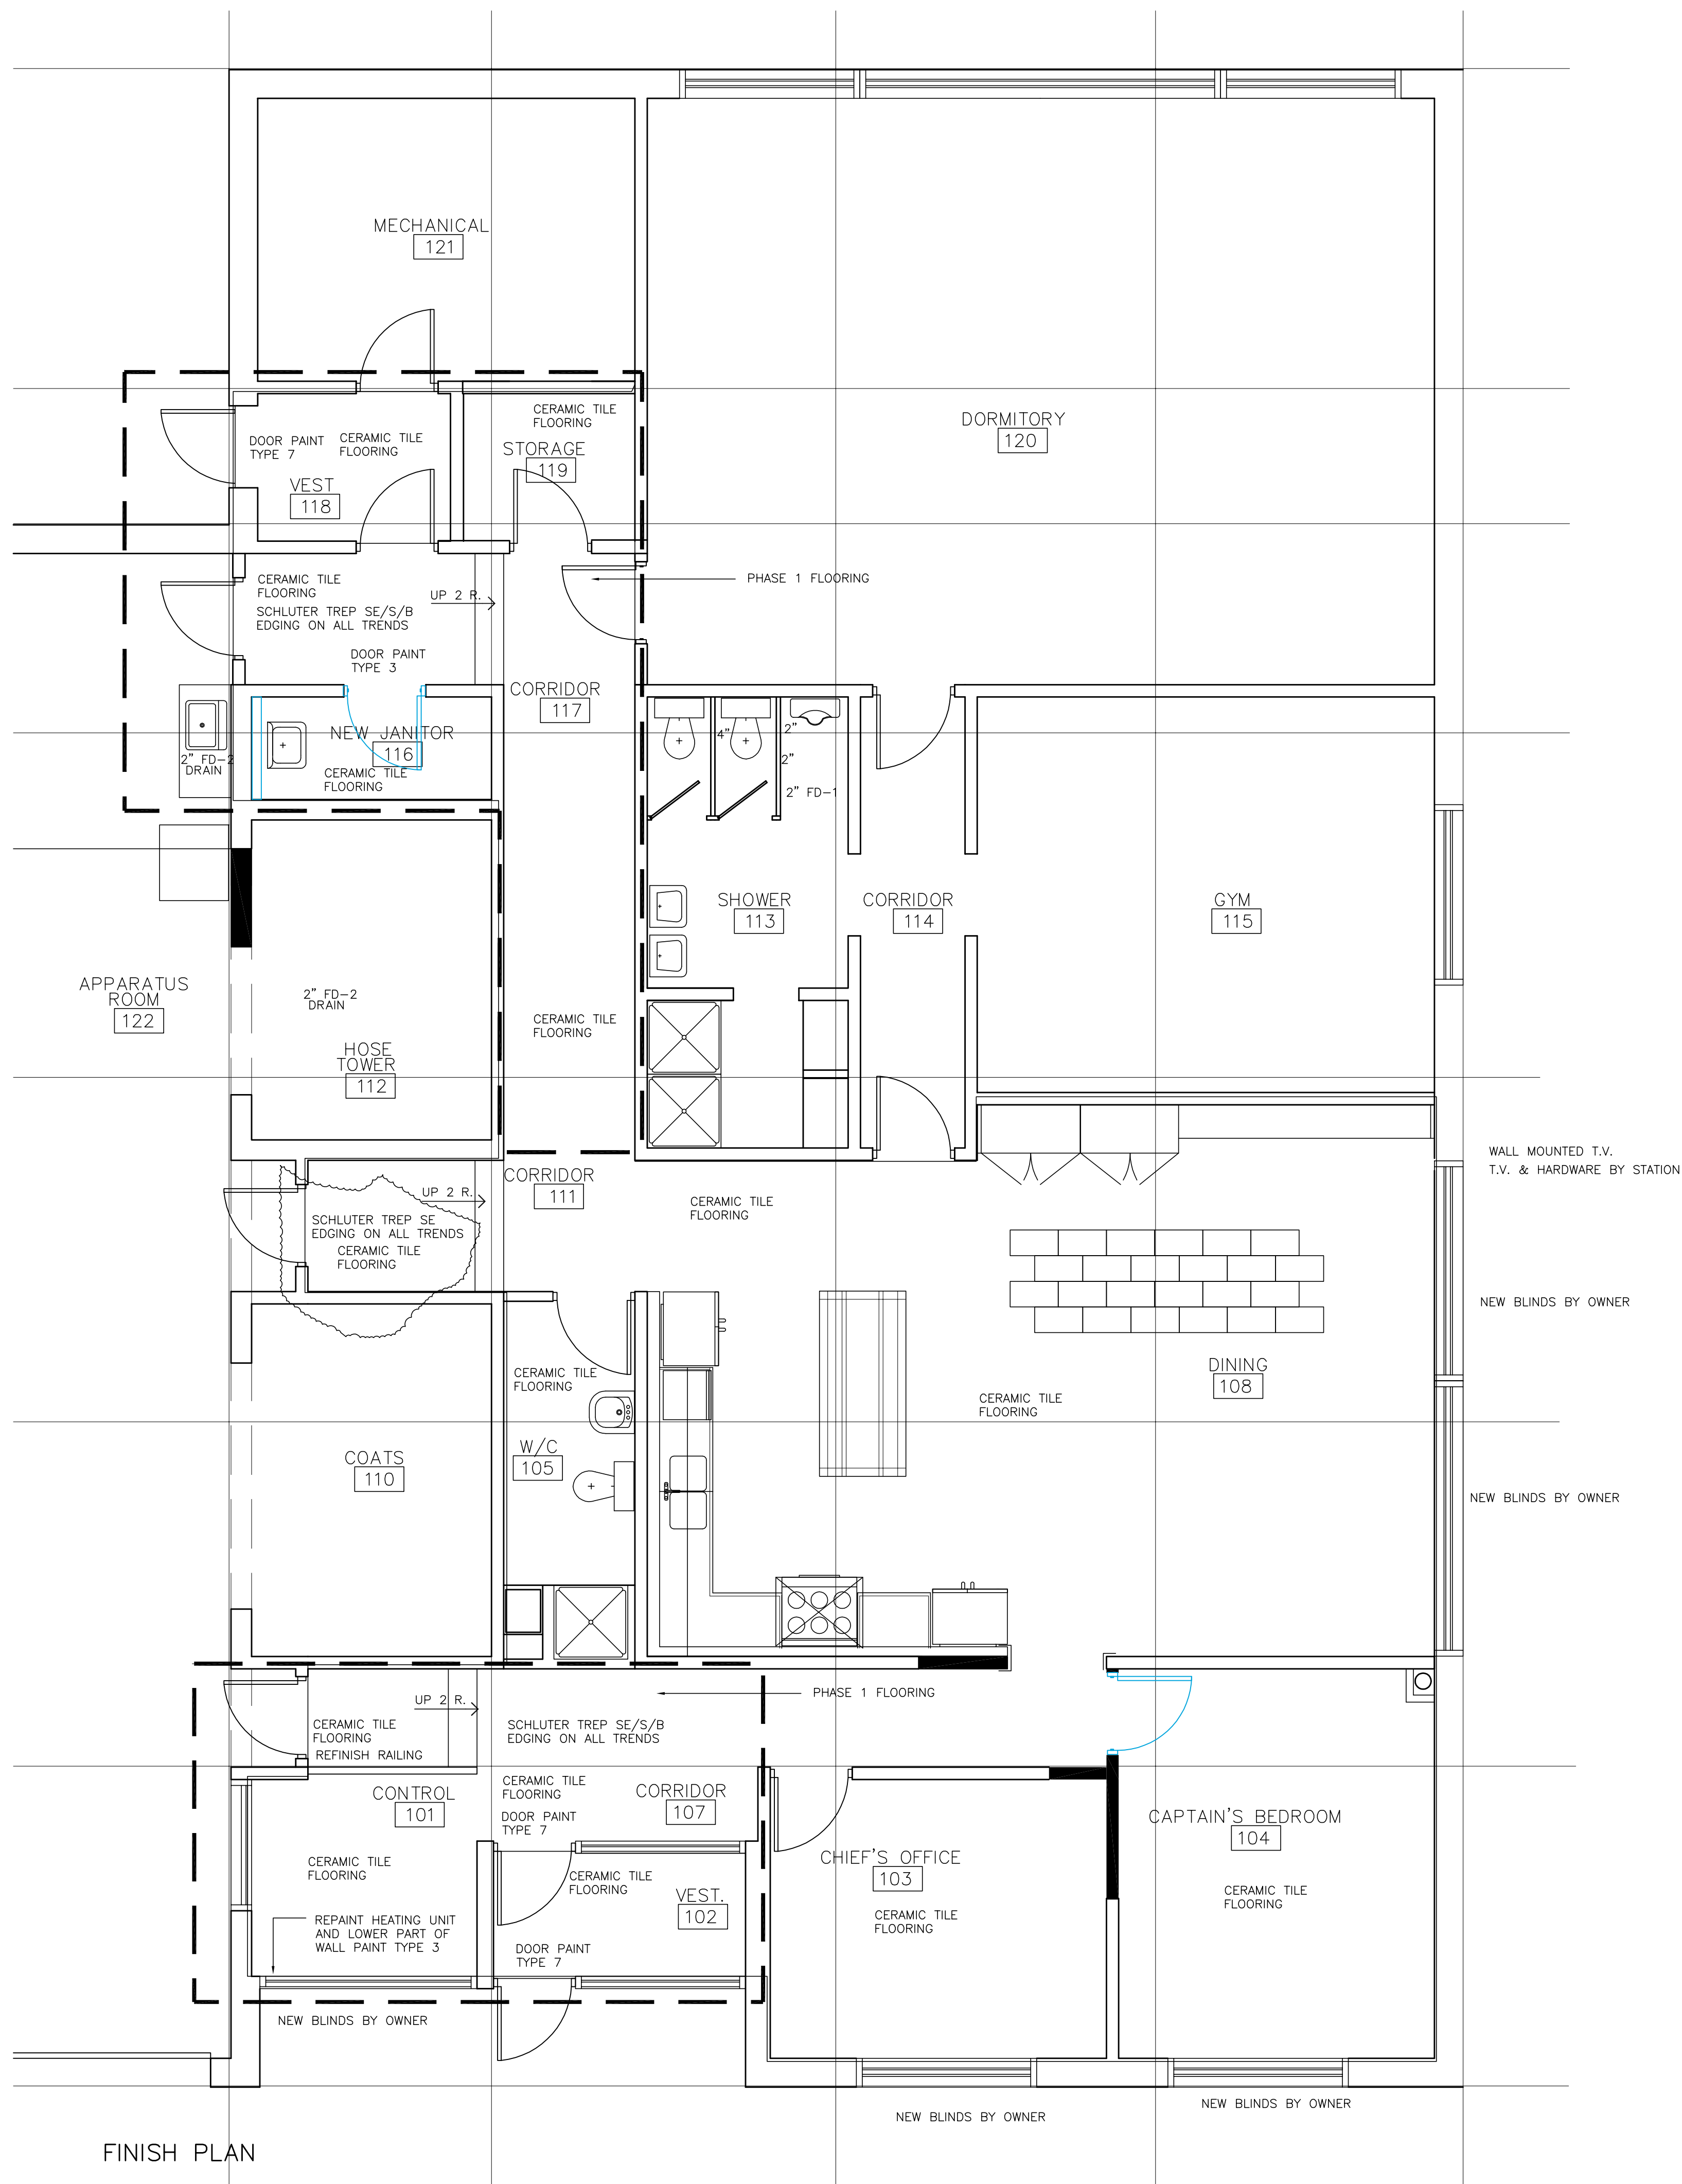 MECHANICAL
121
DORMITORY
120
CERAMIC TILE
FLOORING
STORAGE
119
DOOR PAINT
TYPE 7
CERAMIC TILE
FLOORING
VEST
118
CERAMIC TILE
FLOORING
SCHLUTER TREP SE/S/B
EDGING ON ALL TRENDS
UP 2 R.
PHASE 1 FLOORING
DOOR PAINT
TYPE 3
CORRIDOR
117
NEW JANITOR
116
CERAMIC TILE
FLOORING
2" FD-2
DRAIN
4"
2"
2"
2" FD-1
SHOWER
113
CORRIDOR
114
GYM
115
APPARATUS
ROOM
122
2" FD-2
DRAIN
HOSE
TOWER
112
CERAMIC TILE
FLOORING
CORRIDOR
111
UP 2 R.
SCHLUTER TREP SE
EDGING ON ALL TRENDS
CERAMIC TILE
FLOORING
CERAMIC TILE
FLOORING
WALL MOUNTED T.V.
T.V. & HARDWARE BY STATION
NEW BLINDS BY OWNER
DINING
108
CERAMIC TILE
FLOORING
CERAMIC TILE
FLOORING
W/C
105
COATS
110
NEW BLINDS BY OWNER
UP 2 R.
PHASE 1 FLOORING
CERAMIC TILE
FLOORING
REFINISH RAILING
SCHLUTER TREP SE/S/B
EDGING ON ALL TRENDS
CONTROL
101
CERAMIC TILE
FLOORING
DOOR PAINT
TYPE 7
CORRIDOR
107
CERAMIC TILE
FLOORING
CERAMIC TILE
FLOORING
VEST.
102
REPAINT HEATING UNIT
AND LOWER PART OF
WALL PAINT TYPE 3
DOOR PAINT
TYPE 7
CHIEF'S OFFICE
103
CERAMIC TILE
FLOORING
CAPTAIN'S BEDROOM
104
CERAMIC TILE
FLOORING
NEW BLINDS BY OWNER
NEW BLINDS BY OWNER
NEW BLINDS BY OWNER
FINISH PLAN